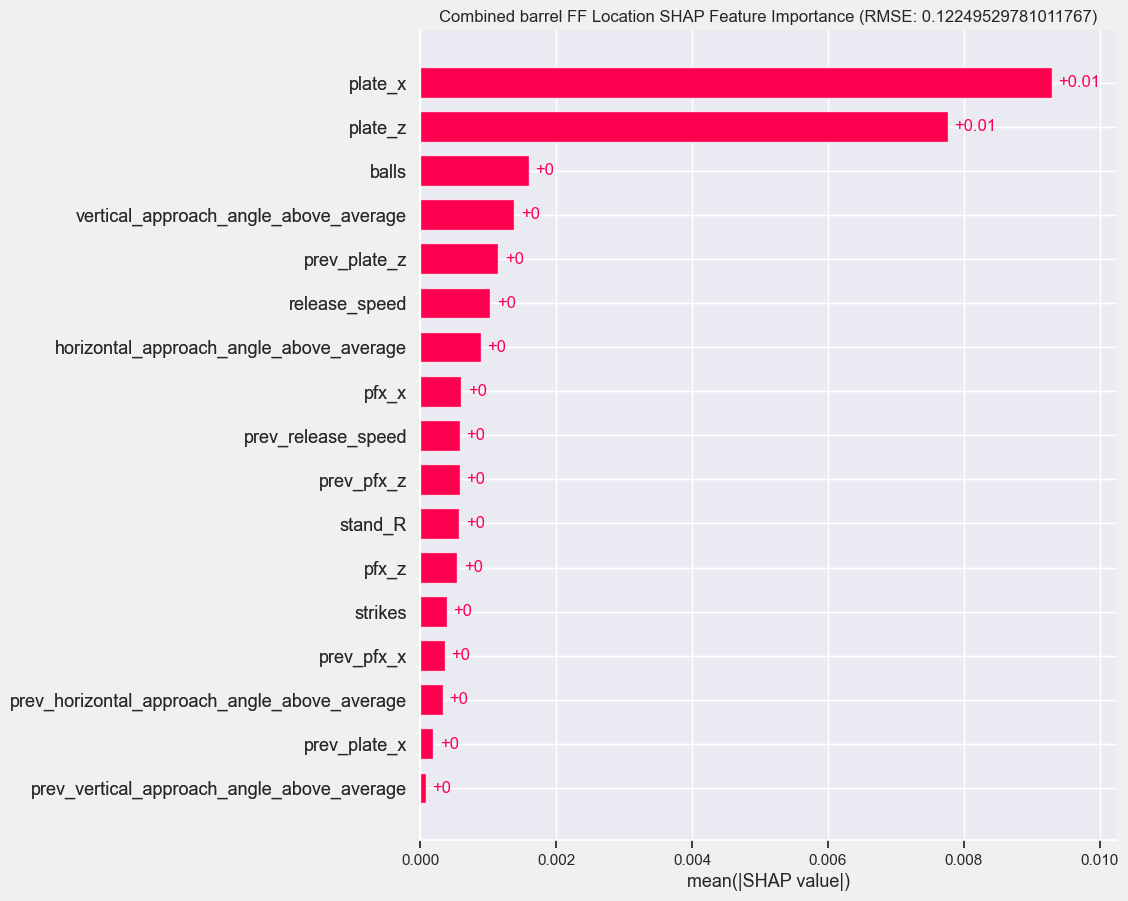 Combined barrel FF Location SHAP Feature Importance (RMSE: 0.12249529781011767)
plate_x +0.01
plate_z +0.01
balls +0
vertical_approach_angle_above_average +0
prev_plate_z +0
release_speed +0
horizontal_approach_angle_above_average +0
pfx_x +0
prev_release_speed +0
prev_pfx_z +0
stand_R +0
pfx_z +0
strikes +0
prev_pfx_x +0
prev_horizontal_approach_angle_above_average +0
prev_plate_x +0
prev_vertical_approach_angle_above_average +0
0.000 0.002 0.004 0.006 0.008 0.010
mean(|SHAP value|)